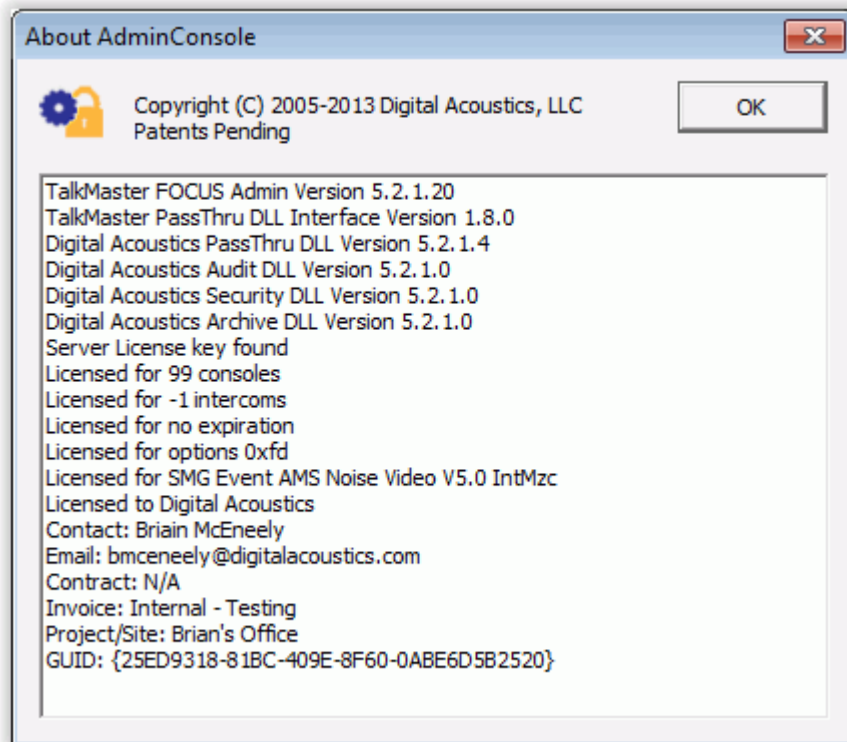 About AdminConsole
Copyright (C) 2005-2013 Digital Acoustics, LLC
Patents Pending
OK
TalkMaster FOCUS Admin Version 5.2.1.20
TalkMaster PassThru DLL Interface Version 1.8.0
Digital Acoustics PassThru DLL Version 5.2.1.4
Digital Acoustics Audit DLL Version 5.2.1.0
Digital Acoustics Security DLL Version 5.2.1.0
Digital Acoustics Archive DLL Version 5.2.1.0
Server License key found
Licensed for 99 consoles
Licensed for -1 intercoms
Licensed for no expiration
Licensed for options 0xfd
Licensed for SMG Event AMS Noise Video V5.0 IntMzc
Licensed to Digital Acoustics
Contact: Briain McEneely
Email: bmceneely@digitalacoustics.com
Contract: N/A
Invoice: Internal - Testing
Project/Site: Brian's Office
GUID: {25ED9318-81BC-409E-8F60-0ABE6D5B2520}